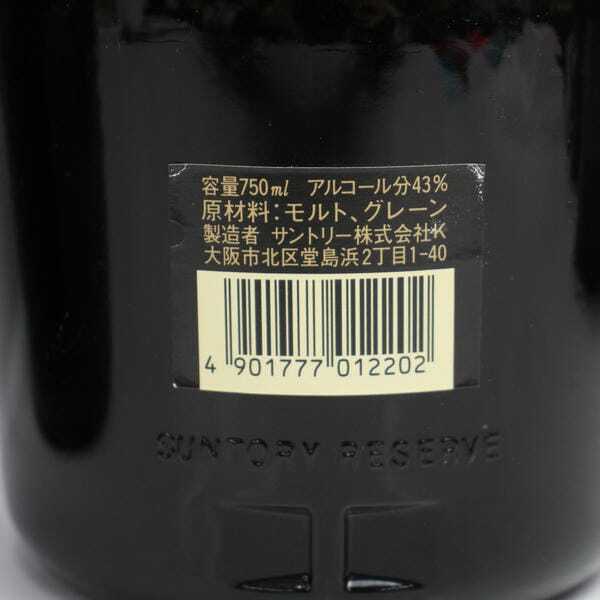 容量750ml アルコール分43%
原材料:モルト、グレーン
製造者 サントリー株式会社K
大阪市北区堂島浜2丁目1-40
4 901777 012202
SUNTORY RESERVE